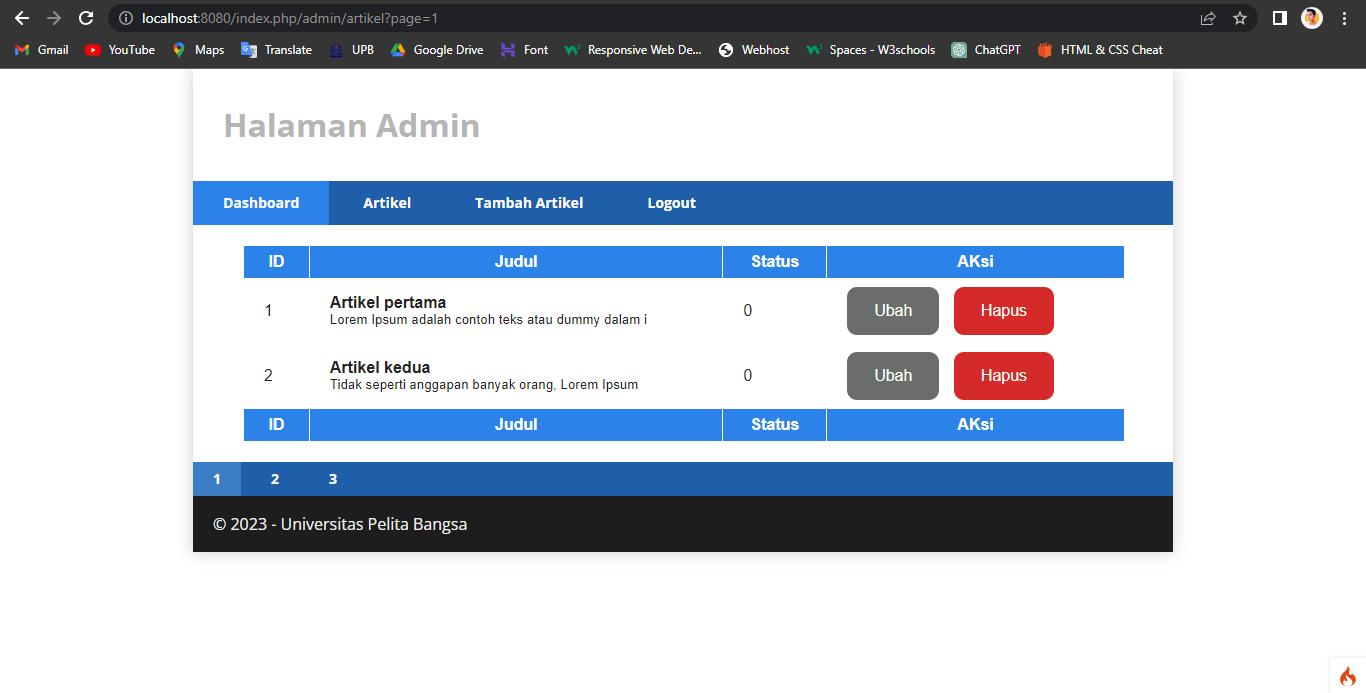 localhost:8080/index.php/admin/artikel?page=1
Gmail YouTube Maps Translate UPB Google Drive Font Responsive Web De... Webhost Spaces - W3schools ChatGPT HTML & CSS Cheat
Halaman Admin
Dashboard Artikel Tambah Artikel Logout
ID Judul Status AKsi
1 Artikel pertama 0 Ubah Hapus
Lorem Ipsum adalah contoh teks atau dummy dalam i
2 Artikel kedua 0 Ubah Hapus
Tidak seperti anggapan banyak orang, Lorem Ipsum
ID Judul Status AKsi
1 2 3
© 2023 - Universitas Pelita Bangsa